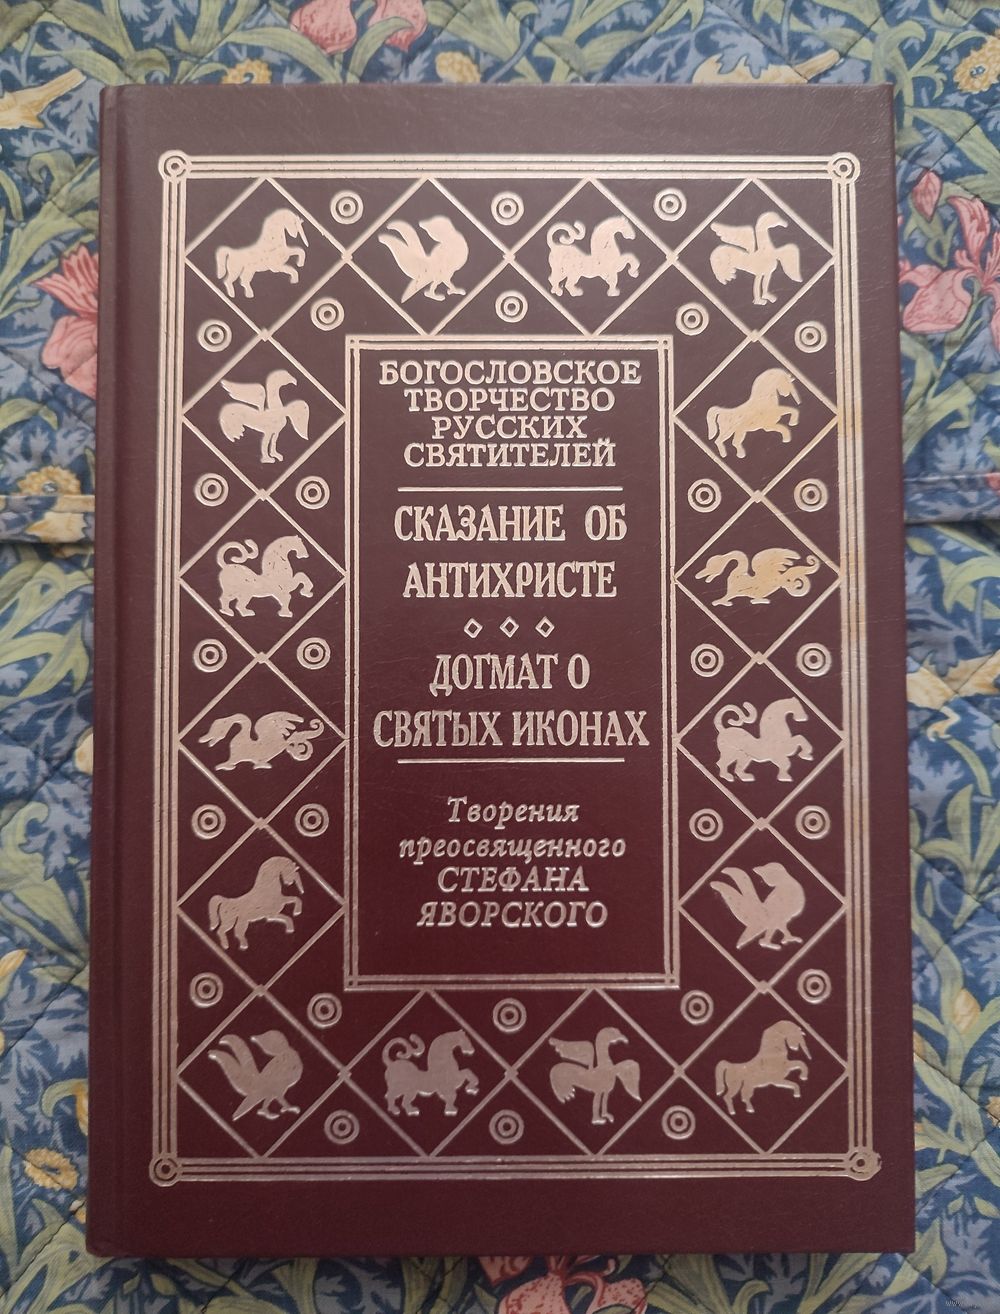 БОГОСЛОВСКОЕ
ТВОРЧЕСТВО
РУССКИХ
СВЯТИТЕЛЕЙ
СКАЗАНИЕ ОБ
АНТИХРИСТЕ
ДОГМАТ О
СВЯТЫХ ИКОНАХ
Творения
преосвященного
СТЕФАНА
ЯВОРСКОГО